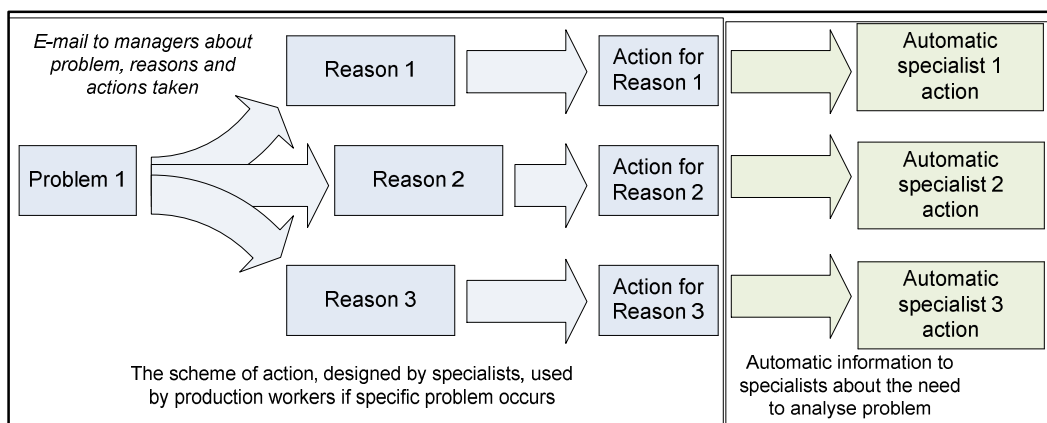 E-mail to managers about
problem, reasons and
actions taken
Problem 1
Reason 1
Action for
Reason 1
Automatic
specialist 1
action
Reason 2
Action for
Reason 2
Automatic
specialist 2
action
Reason 3
Action for
Reason 3
Automatic
specialist 3
action
The scheme of action, designed by specialists, used
by production workers if specific problem occurs
Automatic information to
specialists about the need
to analyse problem